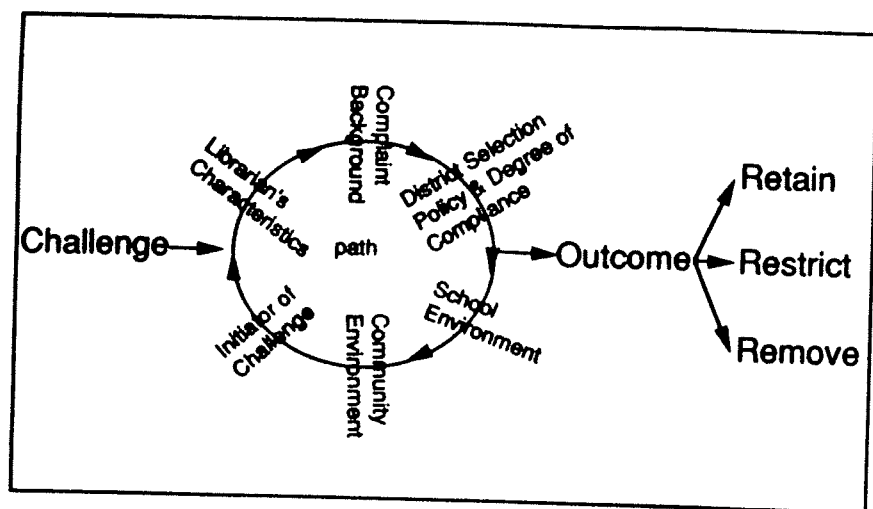 Challenge
Librarian's
Characteristics
Complaint
Background
District Selection
Policy & Degree of
Compliance
path
Initiator of
Challenge
Community
Environment
School
Environment
Outcome
Retain
Restrict
Remove